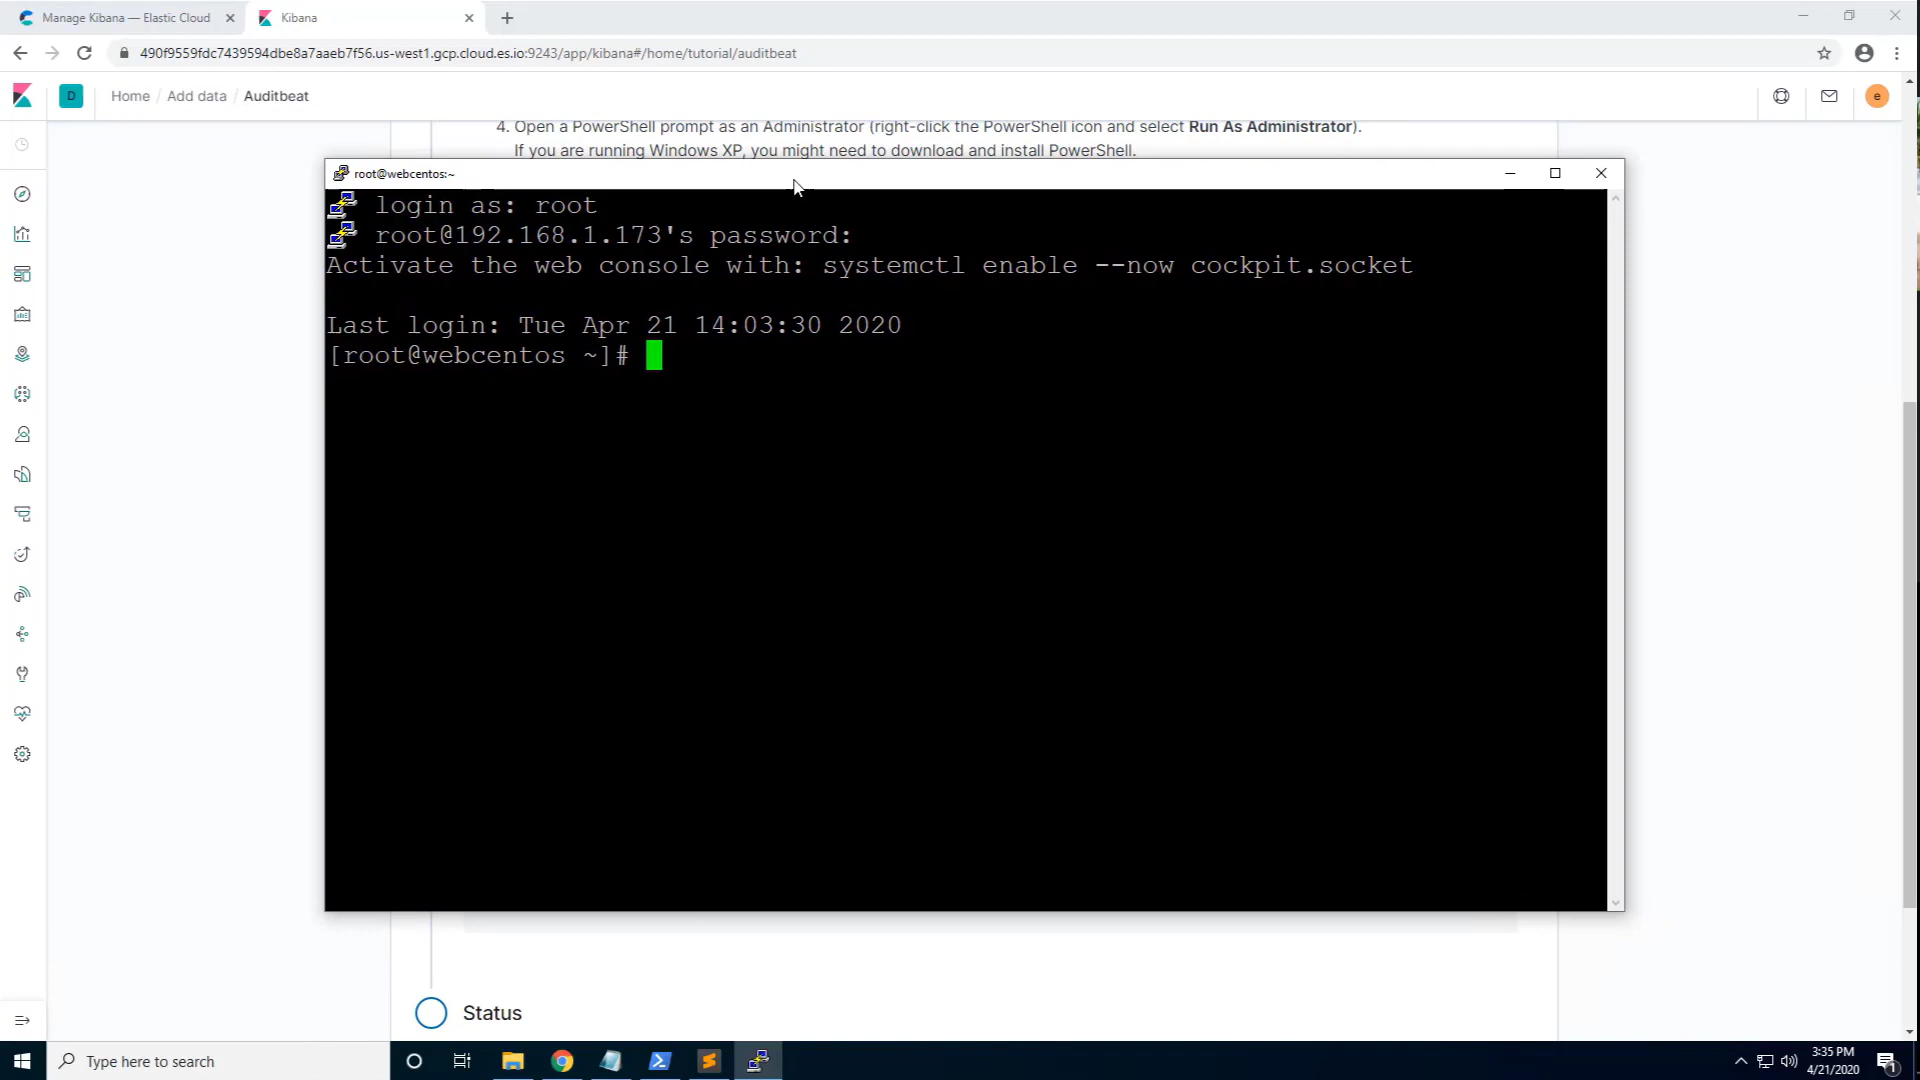 Manage Kibana — Elastic Cloud
Kibana
490f9559fdc7439594dbe8a7aaeb7f56.us-west1.gcp.cloud.es.io:9243/app/kibana#/home/tutorial/auditbeat
D
Home / Add data / Auditbeat
e
4. Open a PowerShell prompt as an Administrator (right-click the PowerShell icon and select Run As Administrator).
If you are running Windows XP, you might need to download and install PowerShell.
root@webcentos:~
login as: root
root@192.168.1.173's password:
Activate the web console with: systemctl enable --now cockpit.socket
Last login: Tue Apr 21 14:03:30 2020
[root@webcentos ~]#
Status
Type here to search
3:35 PM
4/21/2020
1